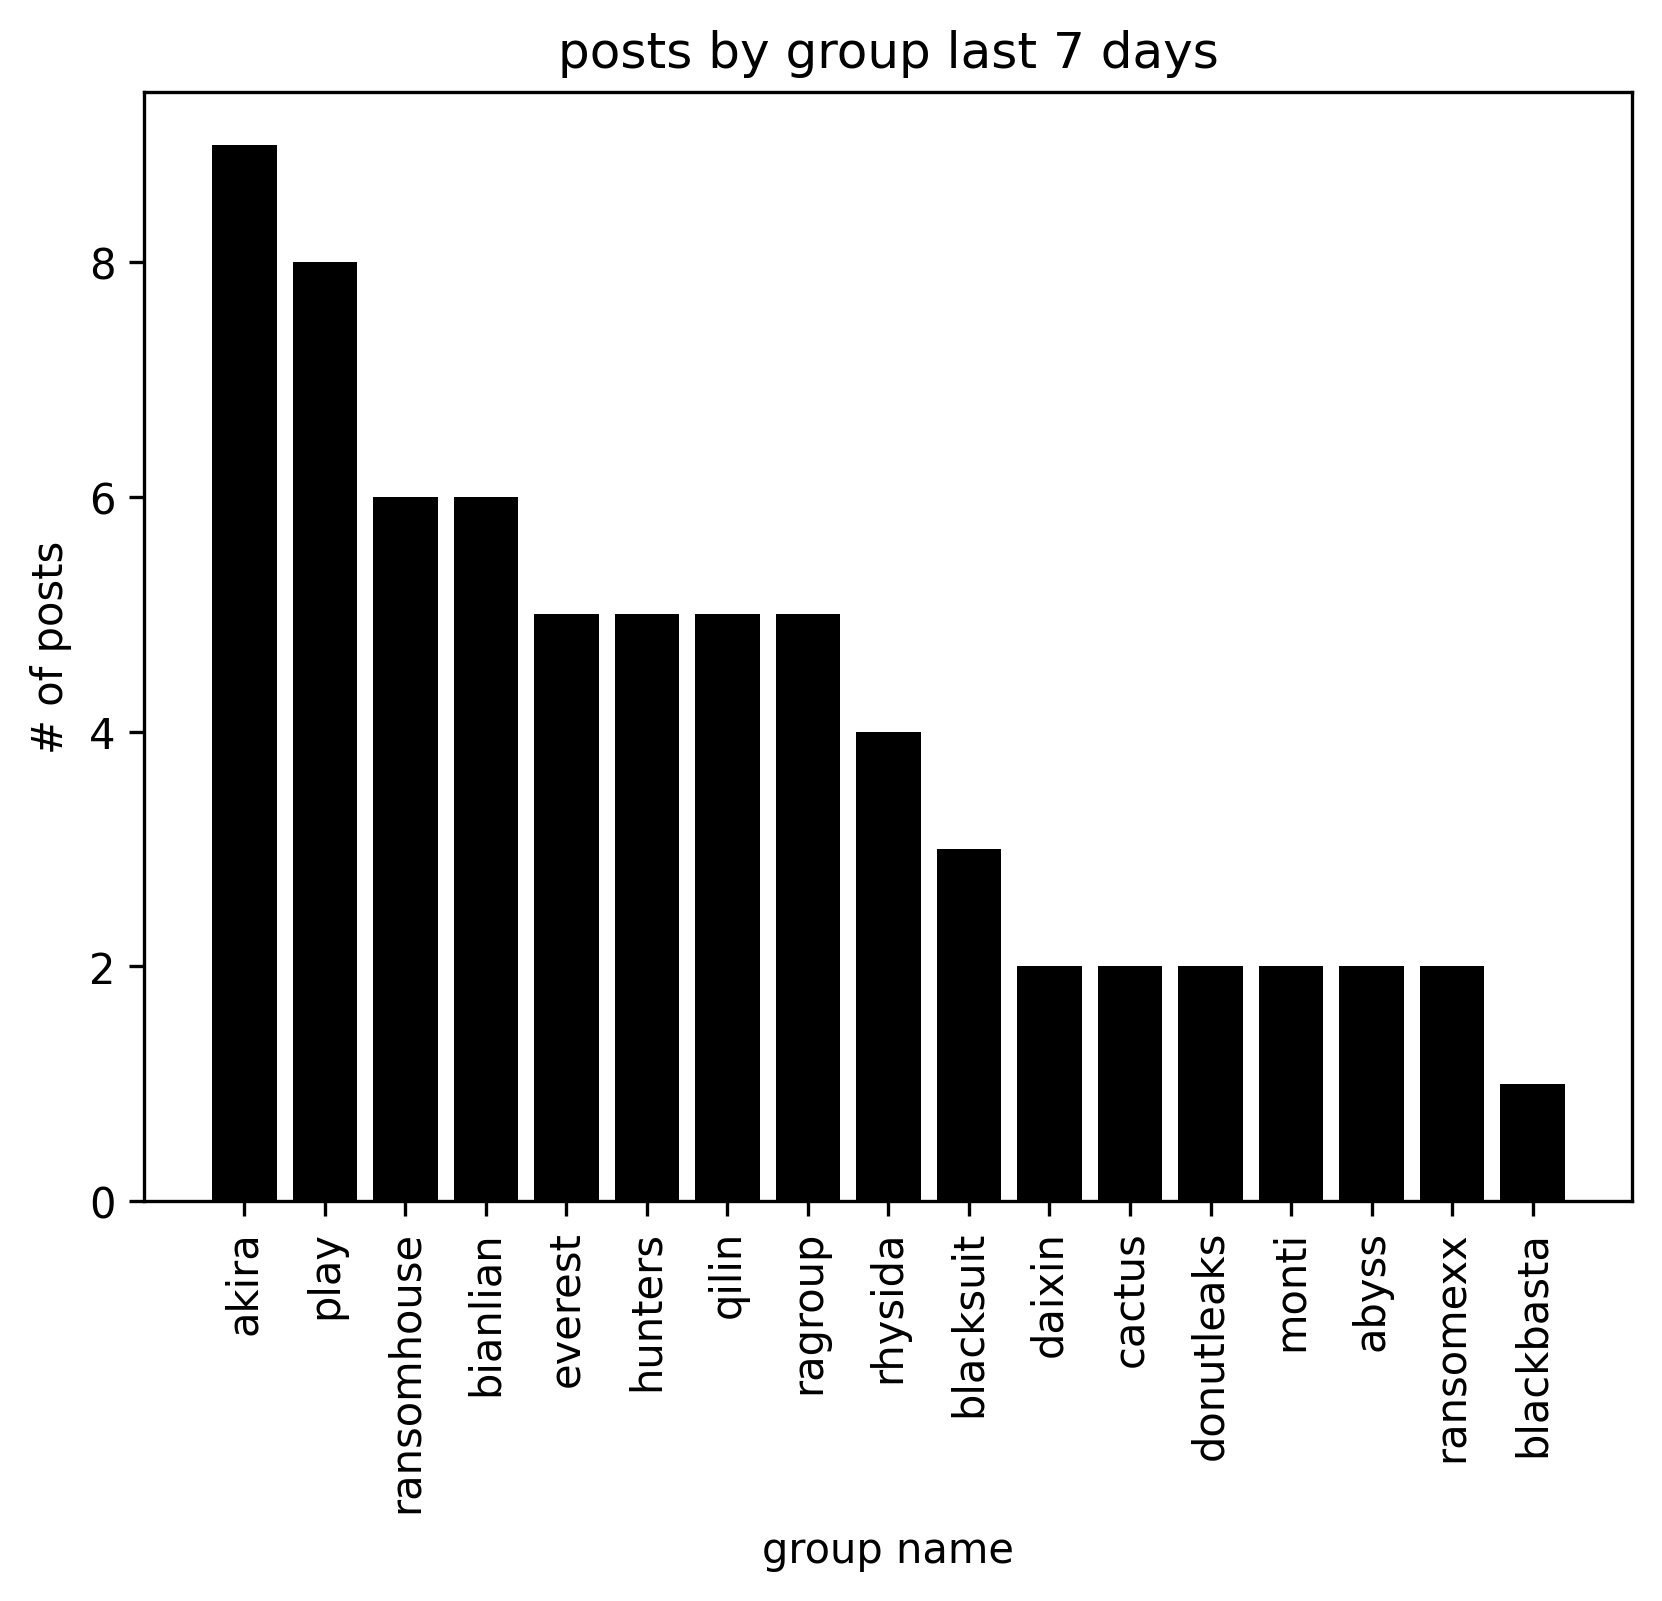 posts by group last 7 days
# of posts
8
6
4
2
0
akira
play
ransomhouse
bianlian
everest
hunters
qilin
ragroup
rhysida
blacksuit
daixin
cactus
donutleaks
monti
abyss
ransomexx
blackbasta
group name